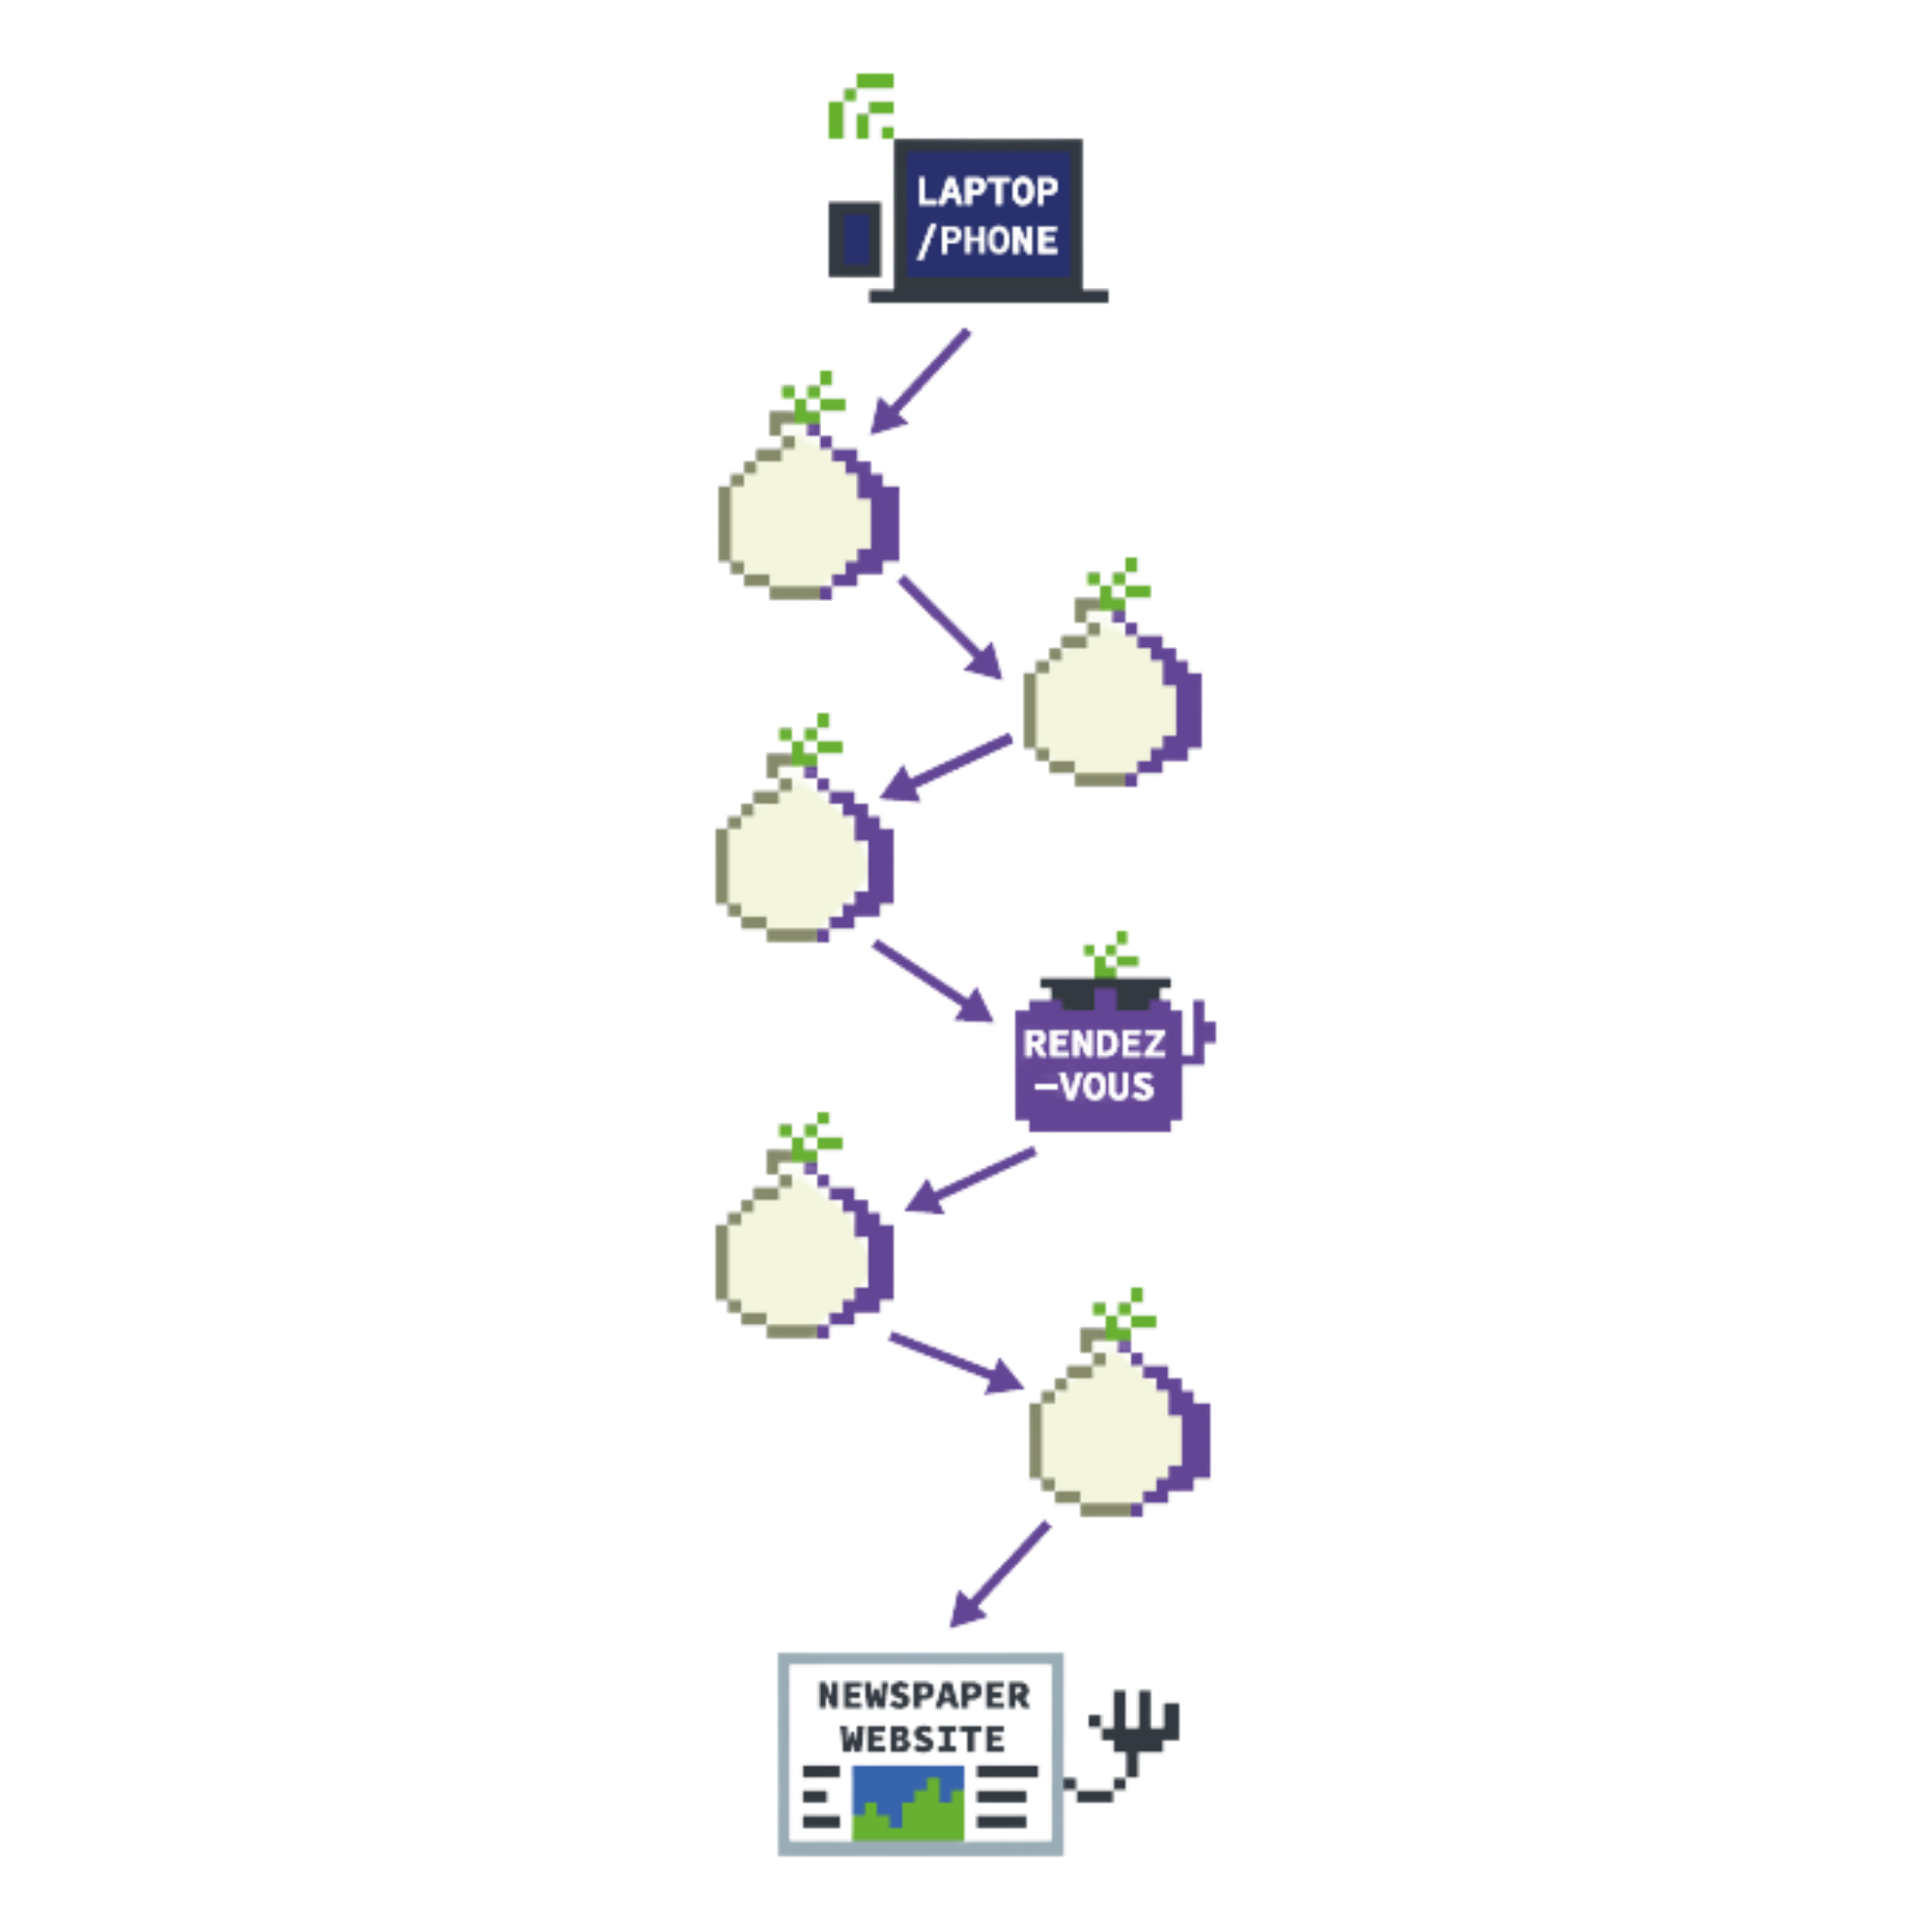 LAPTOP
/PHONE
RENDEZ
-VOUS
NEWSPAPER
WEBSITE